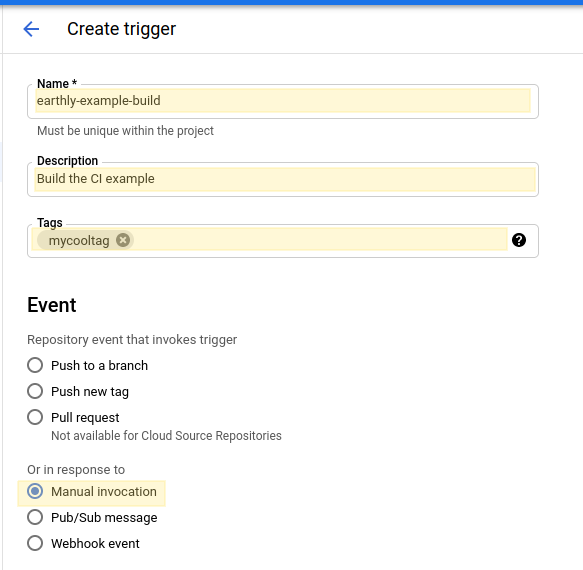 Create trigger
Name *
earthly-example-build
Must be unique within the project
Description
Build the CI example
Tags
mycooltag
Event
Repository event that invokes trigger
Push to a branch
Push new tag
Pull request
Not available for Cloud Source Repositories
Or in response to
Manual invocation
Pub/Sub message
Webhook event